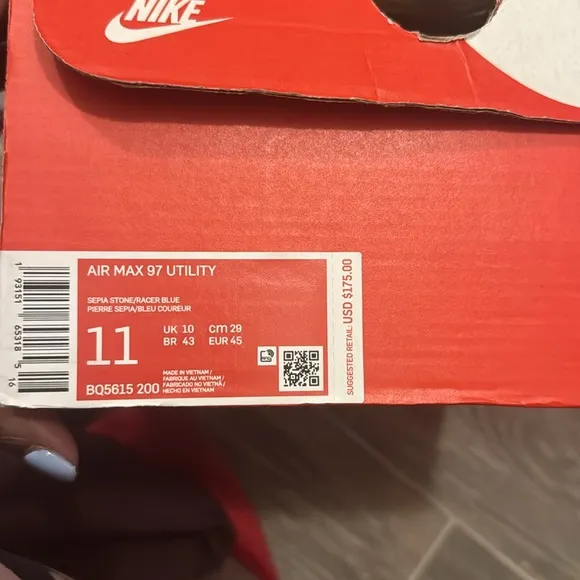 NIKE
AIR MAX 97 UTILITY
SEPIA STONE/RACER BLUE
PIERRE SEPIA/BLEU COUREUR
11
UK 10 CM 29
BR 43 EUR 45
MADE IN VIETNAM /
FABRIQUE AU VIETNAM /
FABRICADO NO VIETNÃ /
HECHO EN VIETNAM
BQ5615 200
1 93151 65318 5 16
SUGGESTED RETAIL: USD $175.00